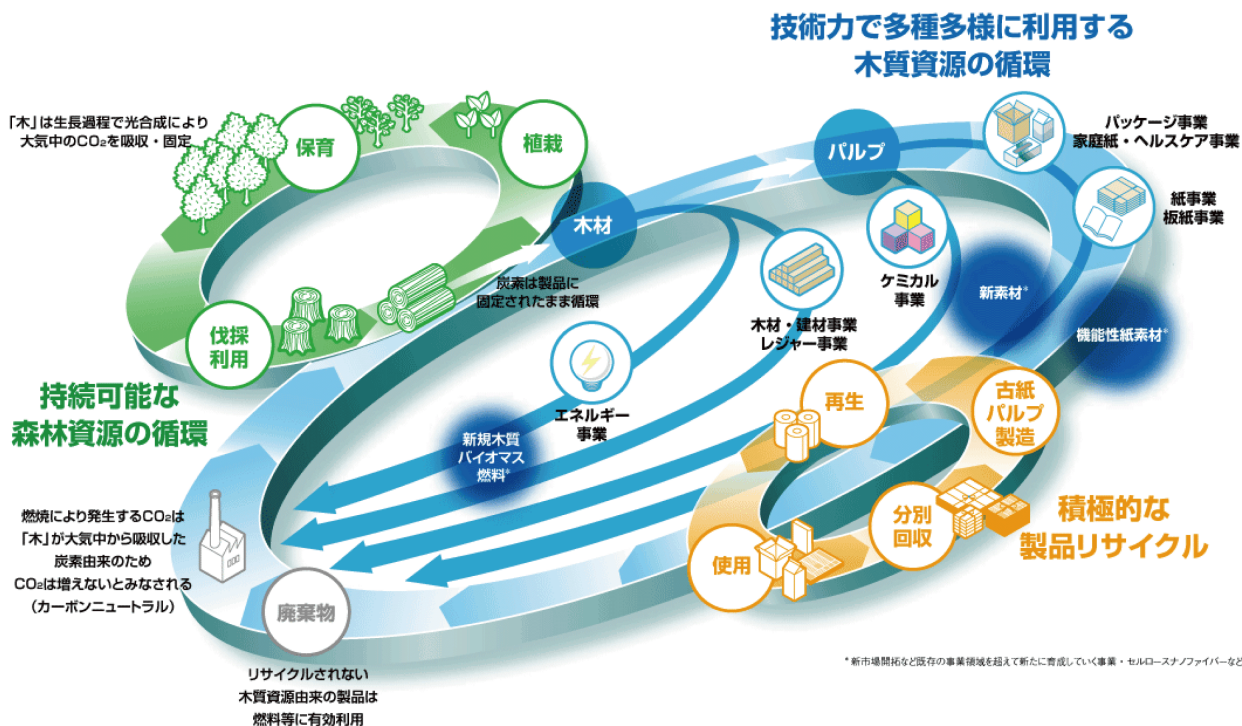 技術力で多種多様に利用する
木質資源の循環
「木」は生長過程で光合成により
大気中のCO₂を吸収・固定
保育
植栽
パルプ
パッケージ事業
家庭紙・ヘルスケア事業
紙事業
板紙事業
木材
炭素は製品に
固定されたまま循環
ケミカル
事業
新素材*
機能性紙素材*
木材・建材事業
レジャー事業
伐採
利用
持続可能な
森林資源の循環
エネルギー
事業
新規木質
バイオマス
燃料*
再生
古紙
パルプ
製造
分別
回収
使用
積極的な
製品リサイクル
燃焼により発生するCO₂は
「木」が大気中から吸収した
炭素由来のため
CO₂は増えないとみなされる
（カーボンニュートラル）
廃棄物
リサイクルされない
木質資源由来の製品は
燃料等に有効利用
*新市場開拓など既存の事業領域を超えて新たに育成していく事業・セルロースナノファイバーなど